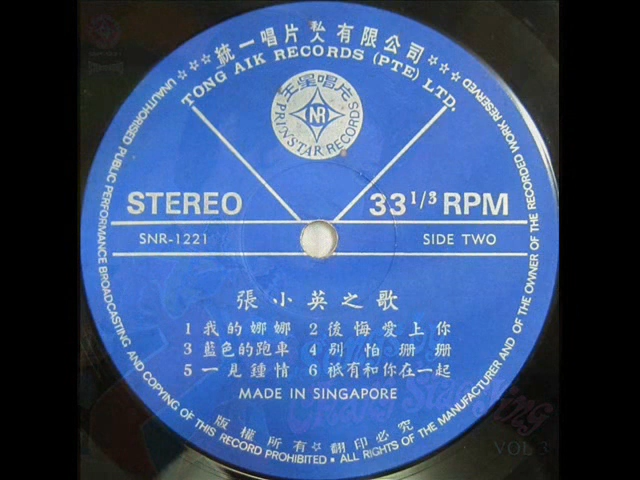 ☆☆☆統一唱片私人有限公司☆☆☆
TONG AIK RECORDS (PTE) LTD.
王星唱片
NR
PRINSTAR RECORDS
STEREO
33 1/3 RPM
SNR-1221
SIDE TWO
張小英之歌
1 我的娜娜 2 後悔愛上你
3 藍色的跑車 4 別怕珊珊
5 一見鍾情 6 祇有和你在一起
MADE IN SINGAPORE
版權所有☆翻印必究
UNAUTHORISED PUBLIC PERFORMANCE BROADCASTING AND COPYING OF THIS RECORD PROHIBITED • ALL RIGHTS OF THE MANUFACTURER AND OF THE OWNER OF THE RECORDED WORK RESERVED
VOL 3